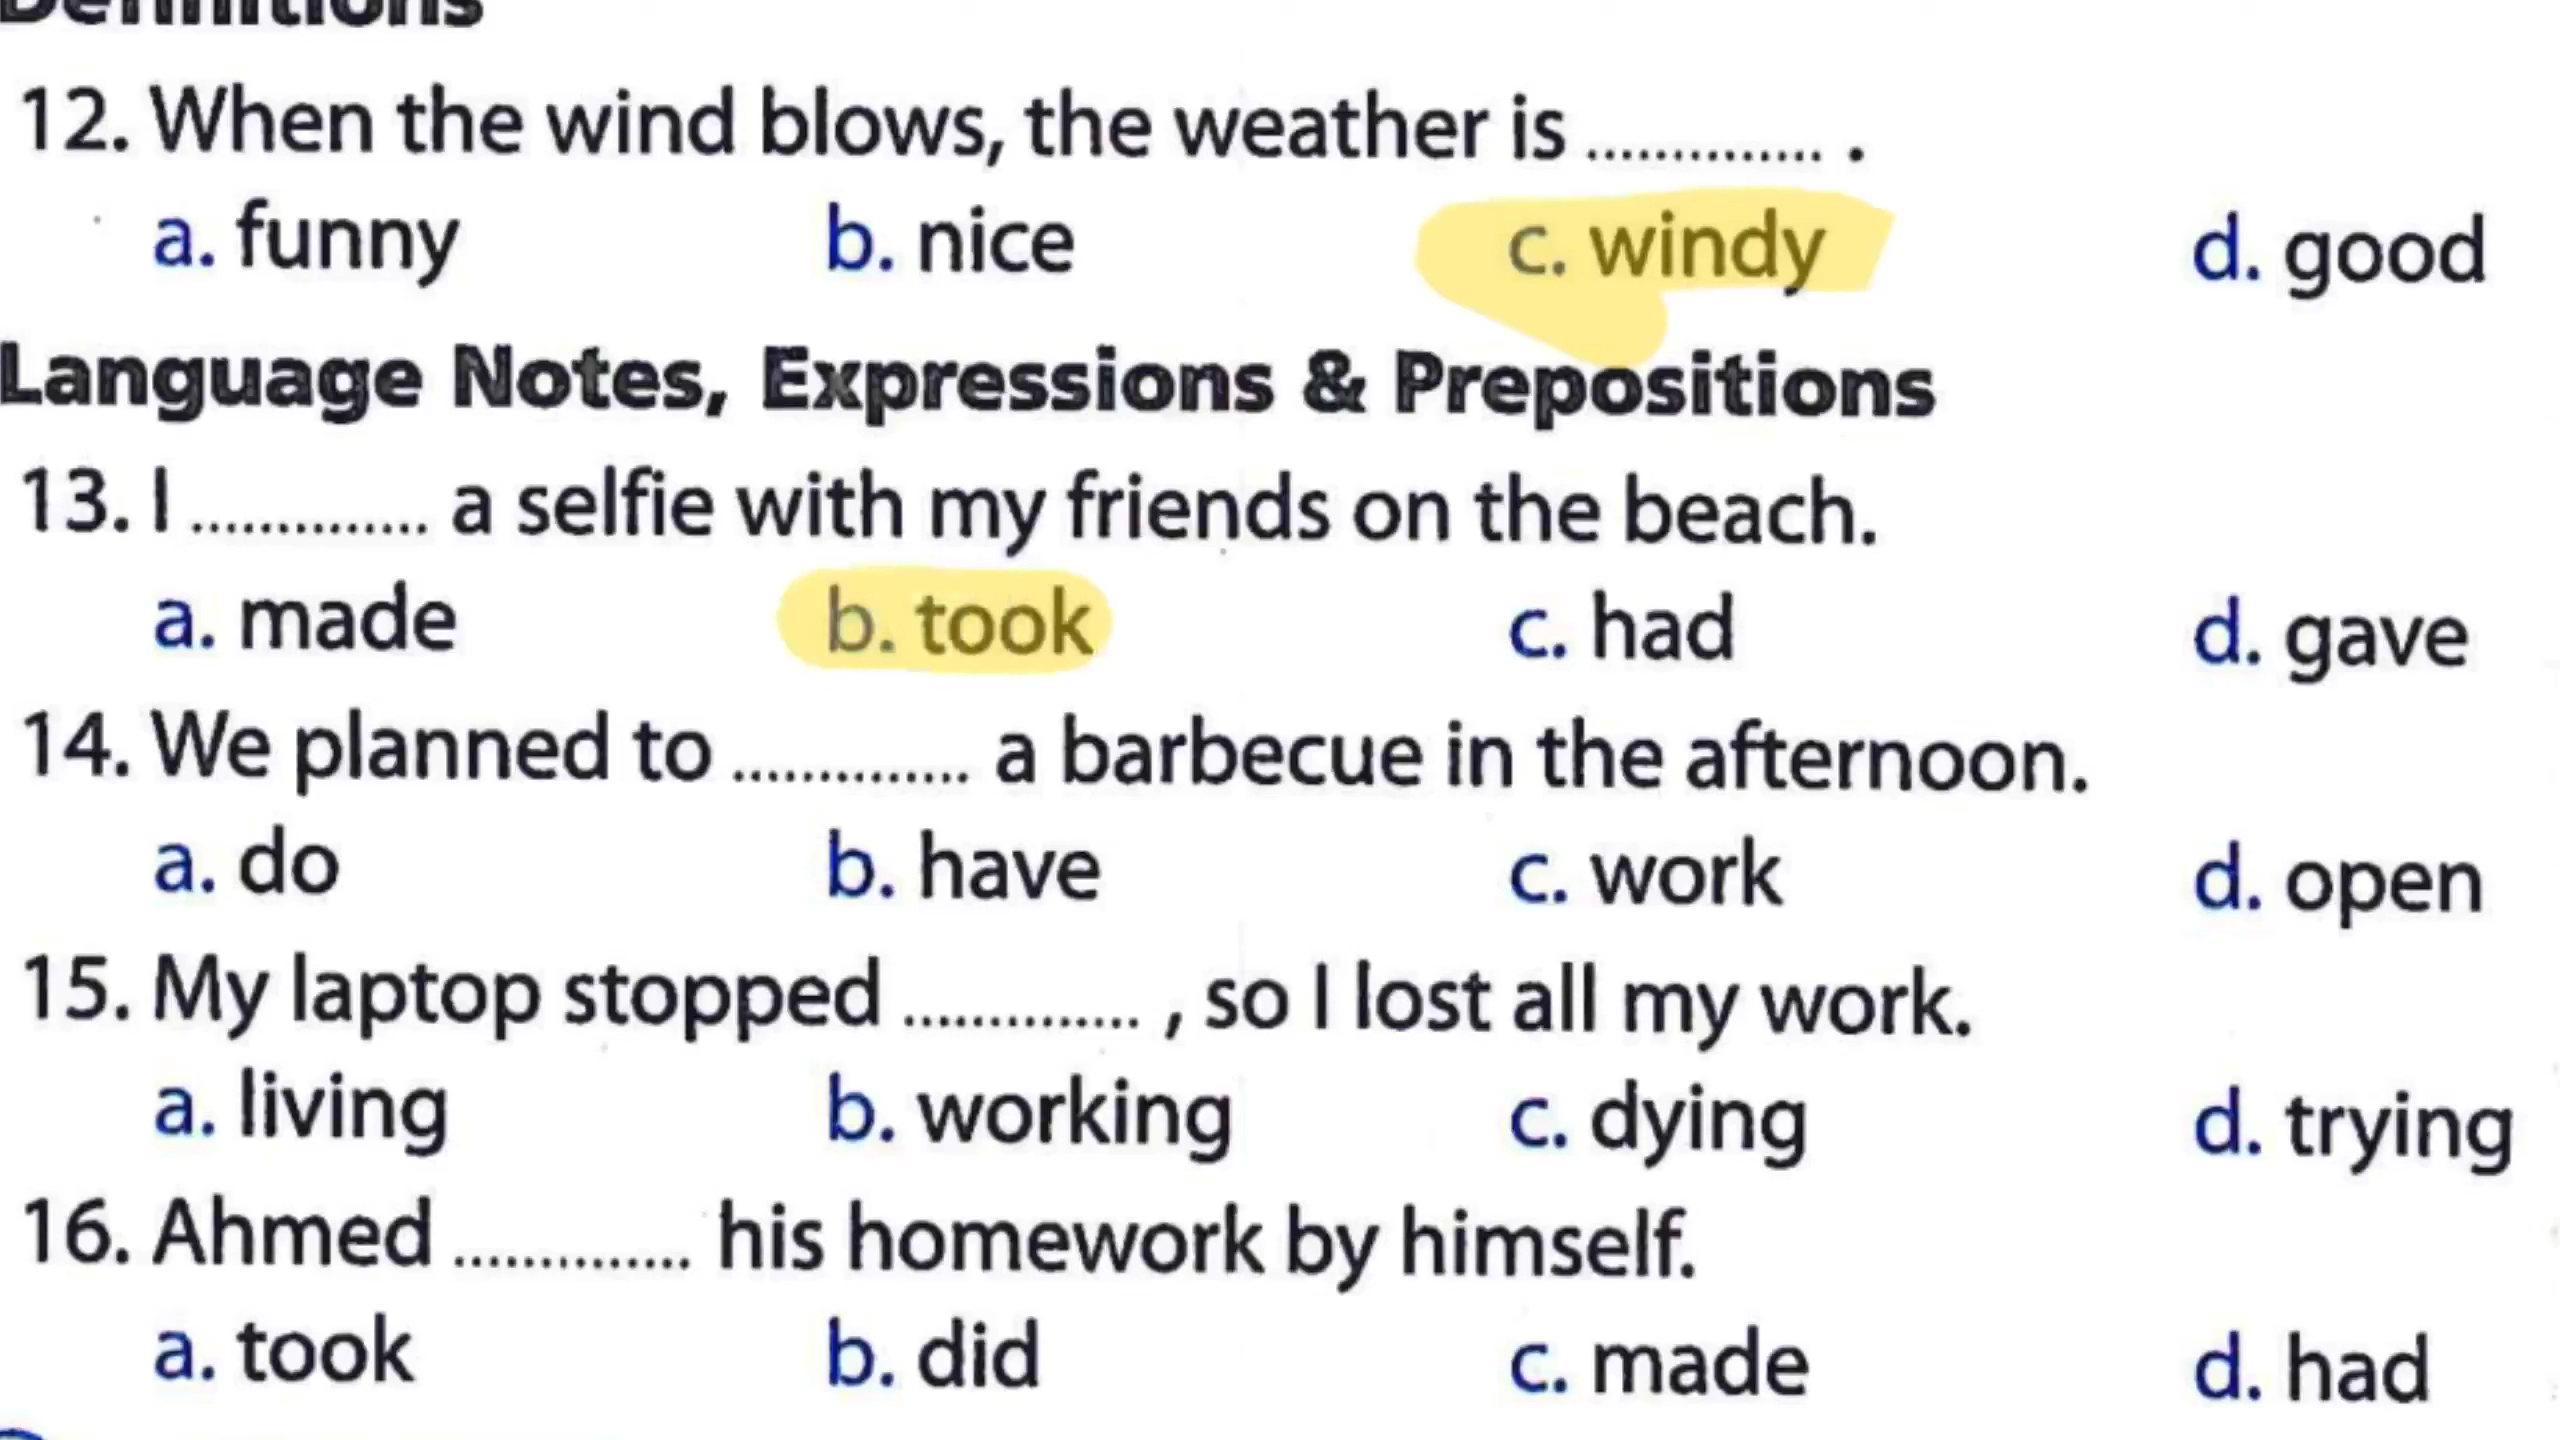 Definitions
12. When the wind blows, the weather is .............. .
a. funny b. nice c. windy d. good
Language Notes, Expressions & Prepositions
13. I .............. a selfie with my friends on the beach.
a. made b. took c. had d. gave
14. We planned to .............. a barbecue in the afternoon.
a. do b. have c. work d. open
15. My laptop stopped .............. , so I lost all my work.
a. living b. working c. dying d. trying
16. Ahmed .............. his homework by himself.
a. took b. did c. made d. had